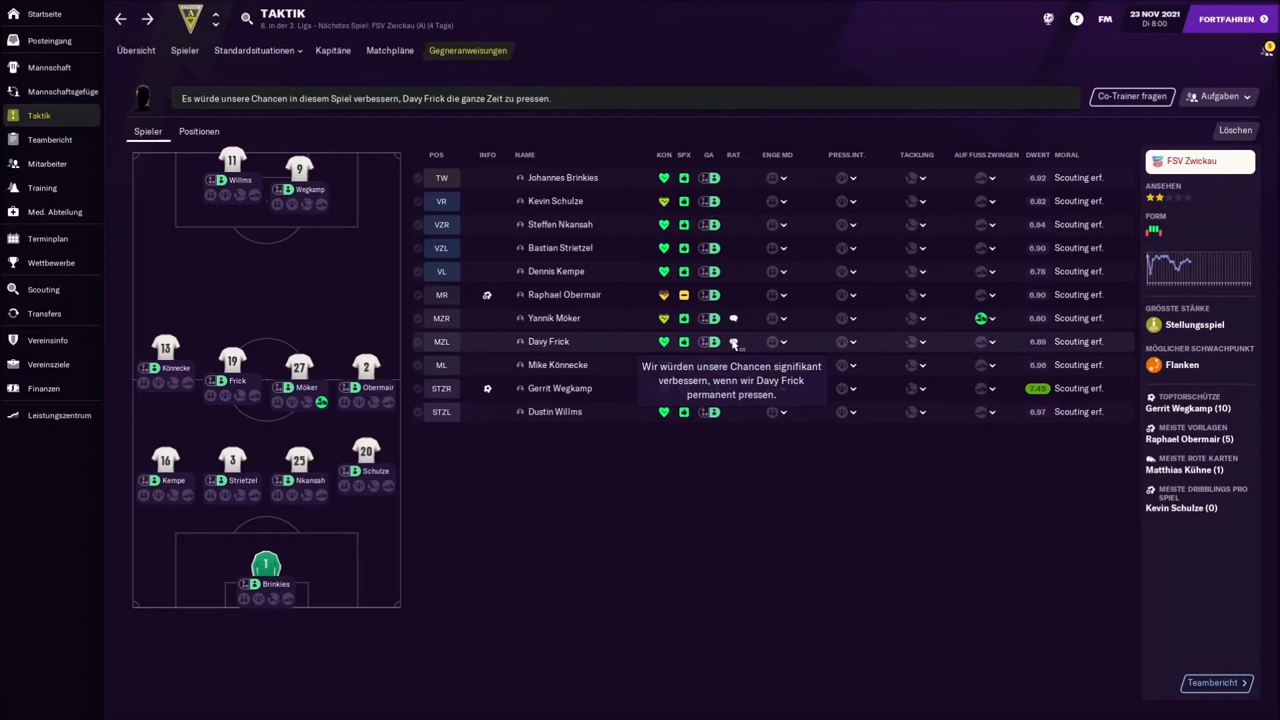 Startseite
Posteingang
Mannschaft
Mannschaftsgefüge
Taktik
Teambericht
Mitarbeiter
Training
Med. Abteilung
Terminplan
Wettbewerbe
Scouting
Transfers
Vereinsinfo
Vereinsziele
Finanzen
Leistungszentrum
TAKTIK
8. in der 3. Liga - Nächstes Spiel: FSV Zwickau (A) (4 Tage)
FM
23 NOV 2021
Di 8:00
FORTFAHREN
5
Übersicht
Spieler
Standardsituationen
Kapitäne
Matchpläne
Gegneranweisungen
Es würde unsere Chancen in diesem Spiel verbessern, Davy Frick die ganze Zeit zu pressen.
Co-Trainer fragen
Aufgaben
Spieler
Positionen
Löschen
11
Willms
9
Wegkamp
13
Könnecke
19
Frick
27
Möker
2
Obermair
16
Kempe
3
Strietzel
25
Nkansah
20
Schulze
1
Brinkies
POS INFO NAME KON SPX GA RAT ENGE MD PRESS.INT. TACKLING AUF FUSS ZWINGEN DWERT MORAL
TW Johannes Brinkies 6.92 Scouting erf.
VR Kevin Schulze 6.82 Scouting erf.
VZR Steffen Nkansah 6.94 Scouting erf.
VZL Bastian Strietzel 6.90 Scouting erf.
VL Dennis Kempe 6.78 Scouting erf.
MR Raphael Obermair 6.90 Scouting erf.
MZR Yannik Möker 6.80 Scouting erf.
MZL Davy Frick 6.89 Scouting erf.
ML Mike Könnecke 6.96 Scouting erf.
STZR Gerrit Wegkamp 7.45 Scouting erf.
STZL Dustin Willms 6.97 Scouting erf.
Wir würden unsere Chancen signifikant
verbessern, wenn wir Davy Frick
permanent pressen.
FSV Zwickau
ANSEHEN
FORM
GRÖSSTE STÄRKE
Stellungsspiel
MÖGLICHER SCHWACHPUNKT
Flanken
TOPTORSCHÜTZE
Gerrit Wegkamp (10)
MEISTE VORLAGEN
Raphael Obermair (5)
MEISTE ROTE KARTEN
Matthias Kühne (1)
MEISTE DRIBBLINGS PRO
SPIEL
Kevin Schulze (0)
Teambericht